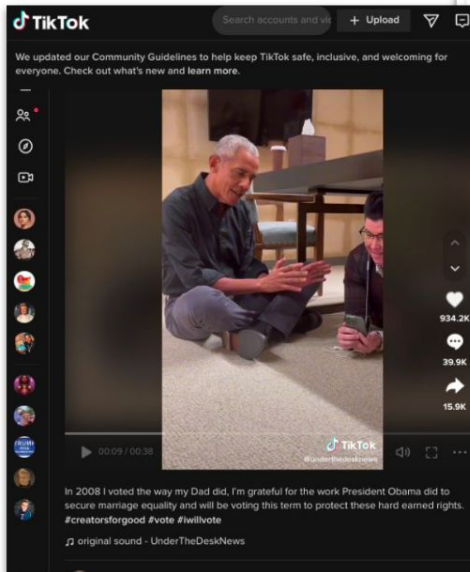 TikTok
Search accounts and vid
+ Upload
We updated our Community Guidelines to help keep TikTok safe, inclusive, and welcoming for
everyone. Check out what's new and learn more.
934.2K
39.9K
15.9K
TikTok
@underthedesknews
00:09 / 00:38
In 2008 I voted the way my Dad did, I'm grateful for the work President Obama did to
secure marriage equality and will be voting this term to protect these hard earned rights.
#creatorsforgood #vote #iwillvote
♫ original sound - UnderTheDeskNews